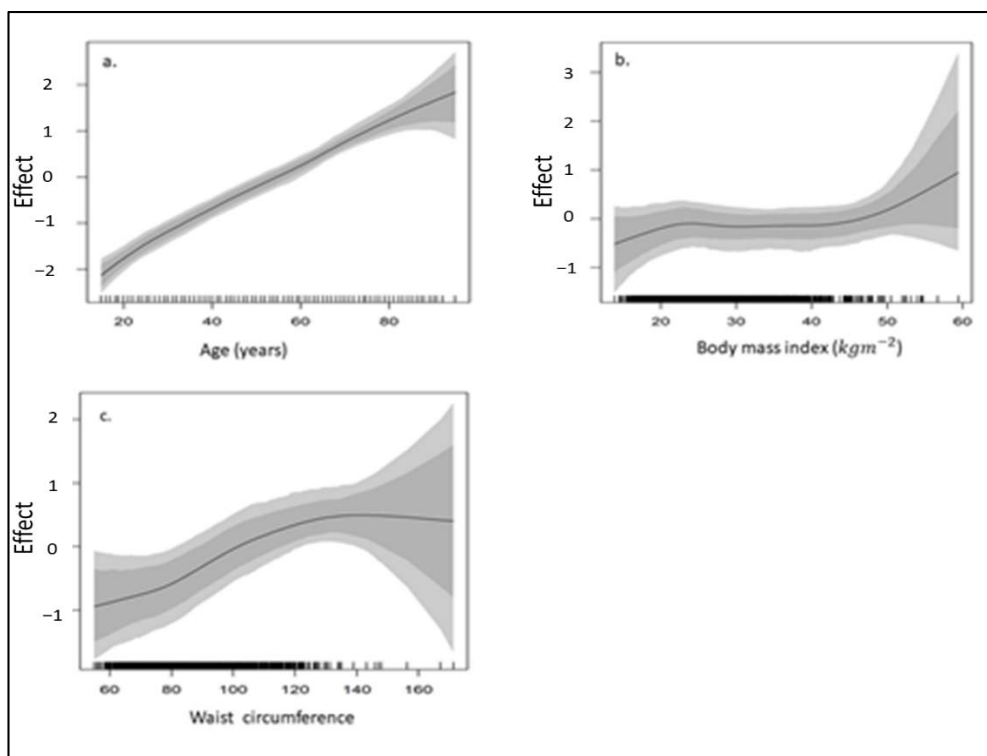 a.
Effect
2
1
0
−1
−2
20 40 60 80
Age (years)
b.
Effect
3
2
1
0
−1
20 30 40 50 60
Body mass index (kgm⁻²)
c.
Effect
2
1
0
−1
60 80 100 120 140 160
Waist circumference